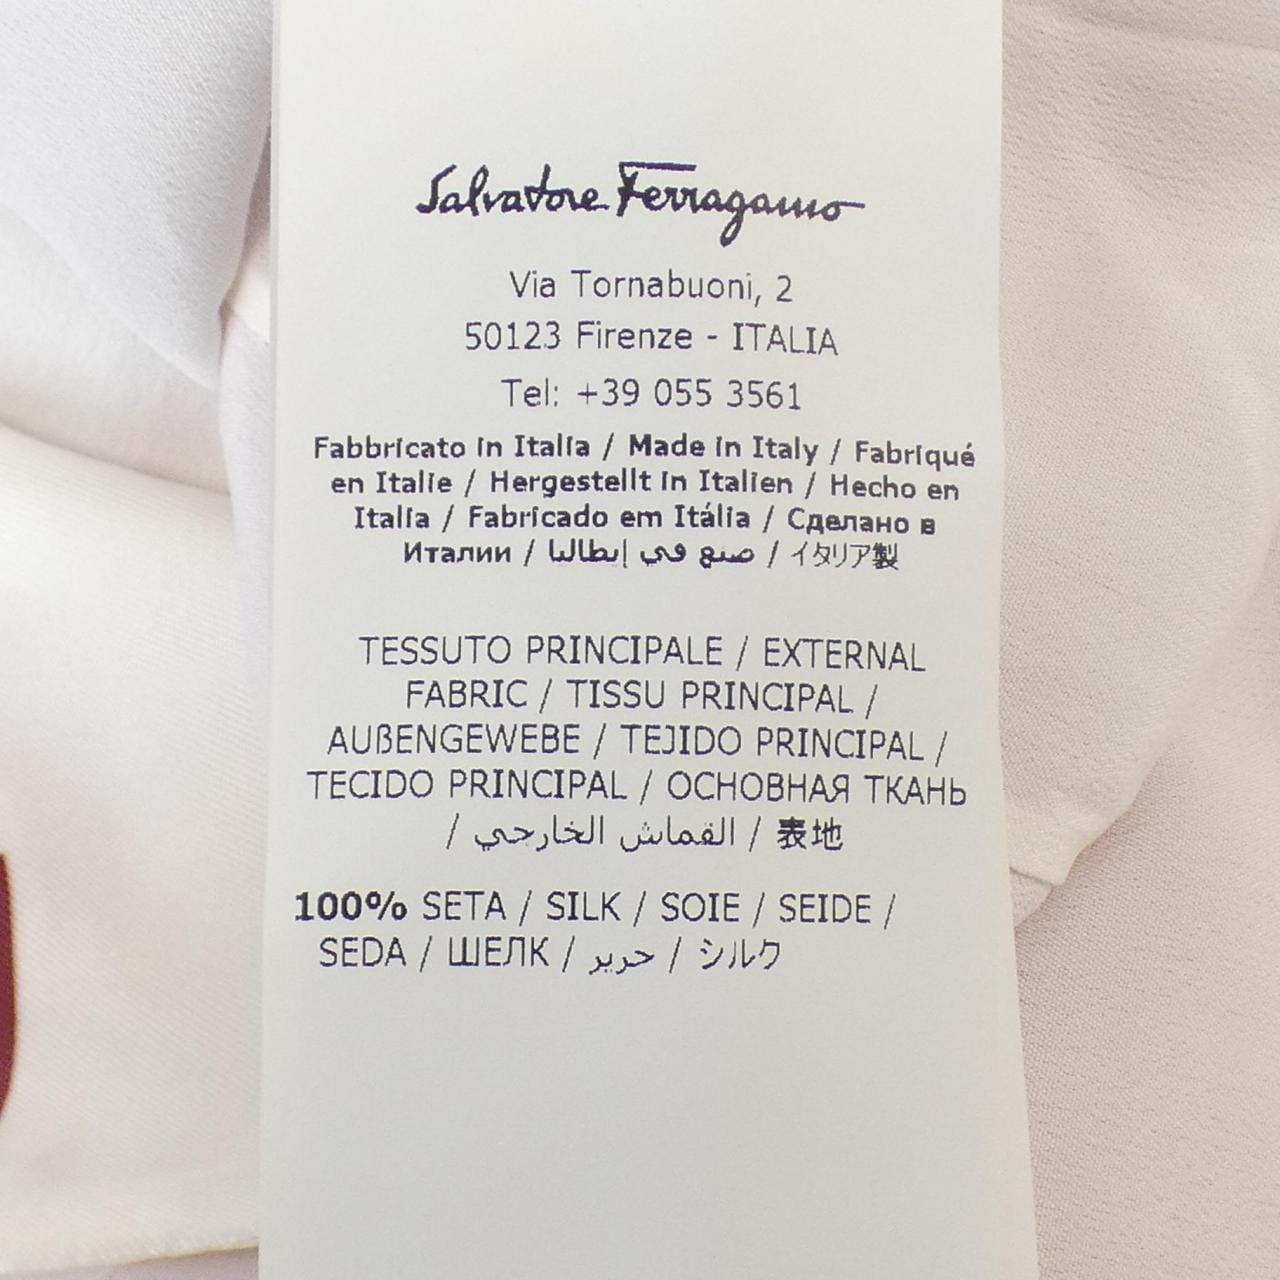 Salvatore Ferragamo
Via Tornabuoni, 2
50123 Firenze - ITALIA
Tel: +39 055 3561
Fabbricato in Italia / Made in Italy / Fabriqué
en Italie / Hergestellt in Italien / Hecho en
Italia / Fabricado em Itália / Сделано в
Италии / صنع في إيطاليا / イタリア製
TESSUTO PRINCIPALE / EXTERNAL
FABRIC / TISSU PRINCIPAL /
AUßENGEWEBE / TEJIDO PRINCIPAL /
TECIDO PRINCIPAL / ОСНОВНАЯ ТКАНЬ
/ القماش الخارجي / 表地
100% SETA / SILK / SOIE / SEIDE /
SEDA / ШЕЛК / حرير / シルク